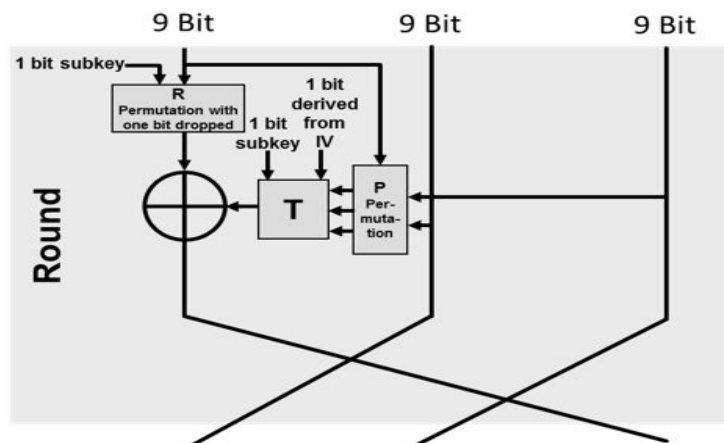 9 Bit
9 Bit
9 Bit
1 bit subkey
R
Permutation with
one bit dropped
1 bit
subkey
1 bit
derived
from
IV
T
P
Per-
muta-
tion
Round